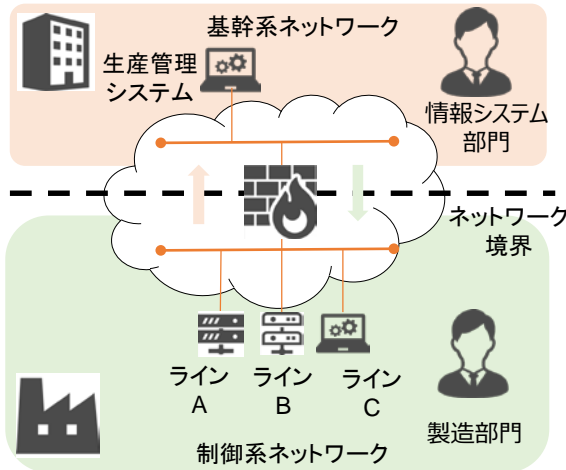 基幹系ネットワーク
生産管理
システム
情報システム
部門
ネットワーク
境界
ライン
A
ライン
B
ライン
C
製造部門
制御系ネットワーク